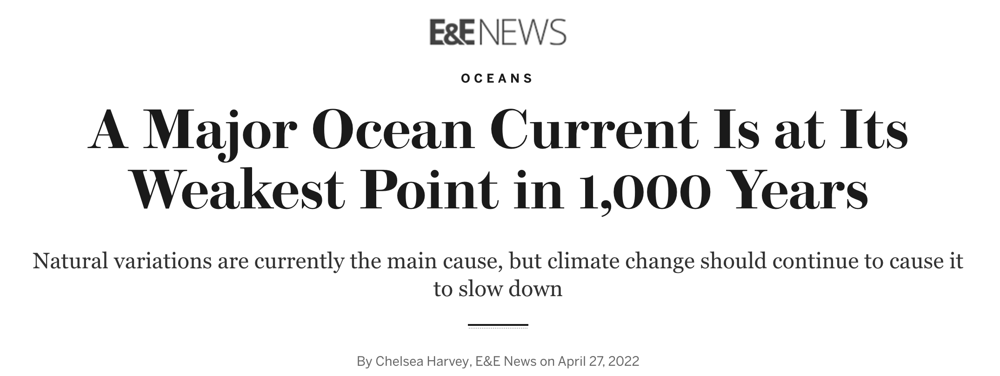 E&E NEWS
OCEANS
A Major Ocean Current Is at Its
Weakest Point in 1,000 Years
Natural variations are currently the main cause, but climate change should continue to cause it
to slow down
By Chelsea Harvey, E&E News on April 27, 2022